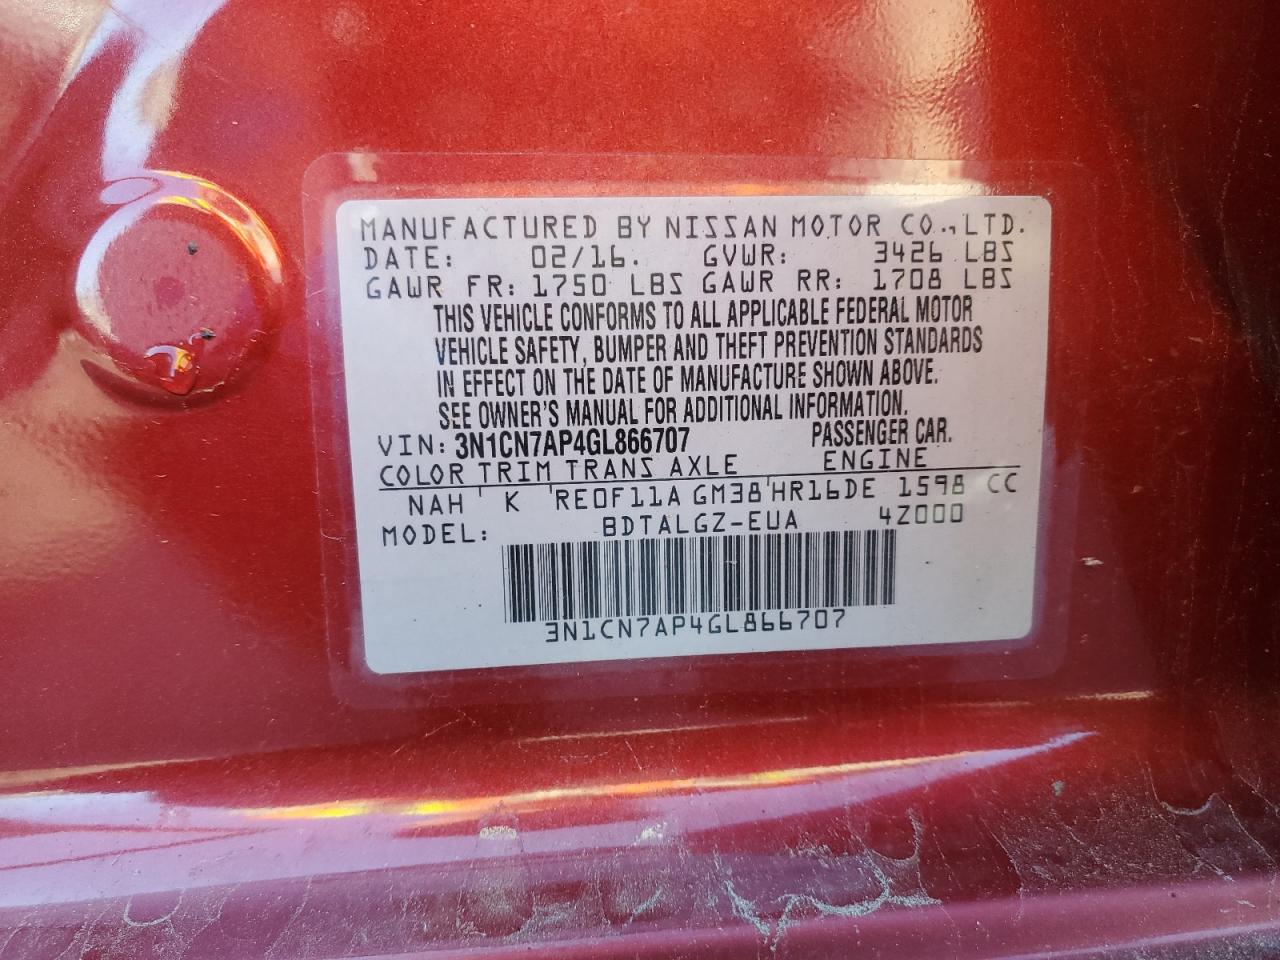 MANUFACTURED BY NISSAN MOTOR CO., LTD.
DATE: 02/16. GVWR: 3426 LBS
GAWR FR: 1750 LBS GAWR RR: 1708 LBS
THIS VEHICLE CONFORMS TO ALL APPLICABLE FEDERAL MOTOR
VEHICLE SAFETY, BUMPER AND THEFT PREVENTION STANDARDS
IN EFFECT ON THE DATE OF MANUFACTURE SHOWN ABOVE.
SEE OWNER'S MANUAL FOR ADDITIONAL INFORMATION.
VIN: 3N1CN7AP4GL866707 PASSENGER CAR.
COLOR TRIM TRANS AXLE ENGINE
NAH K RE0F11A GM38 HR16DE 1598 CC
MODEL: BDTALGZ-EUA 4Z000
3N1CN7AP4GL866707